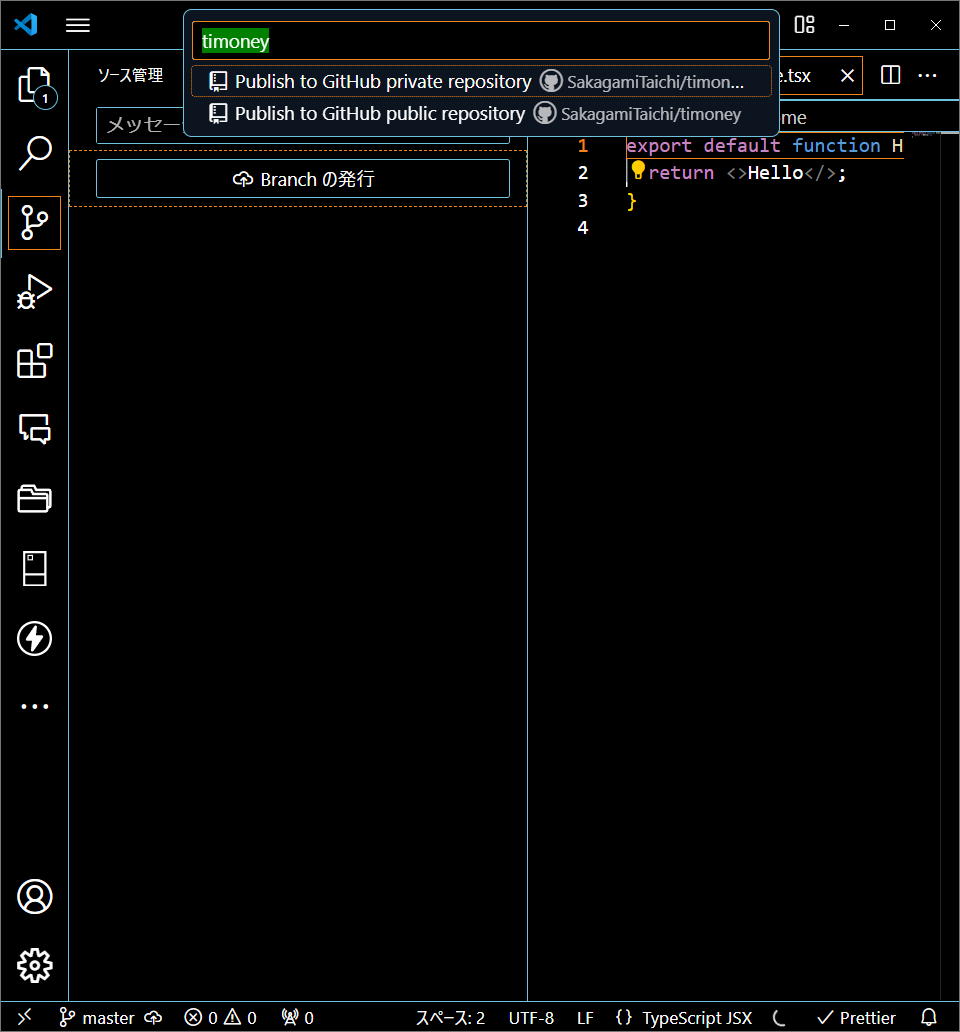 timoney
Publish to GitHub private repository SakagamiTaichi/timon...
Publish to GitHub public repository SakagamiTaichi/timoney
ソース管理
e.tsx
1
メッセー
me
Branch の発行
1 export default function H
2 return <>Hello</>;
3 }
4
master
0
0
0
スペース: 2
UTF-8
LF
{ } TypeScript JSX
Prettier